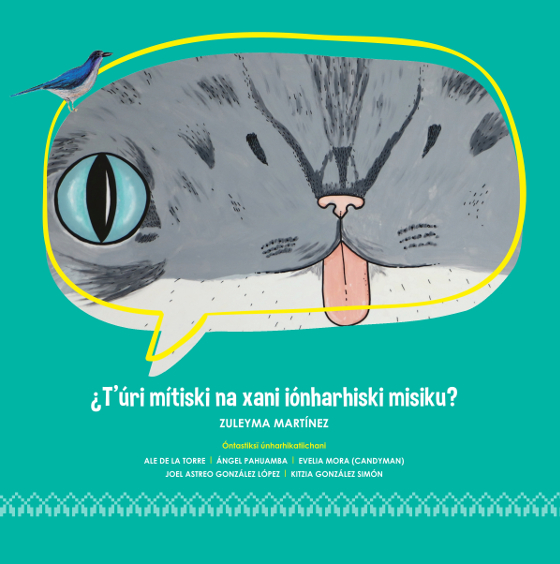 ¿T'úri mítiski na xani iónharhiski misiku?
ZULEYMA MARTÍNEZ
Óntastiksï únharhikatiichani
ALE DE LA TORRE | ÁNGEL PAHUAMBA | EVELIA MORA (CANDYMAN)
JOEL ASTREO GONZÁLEZ LÓPEZ | KITZIA GONZÁLEZ SIMÓN